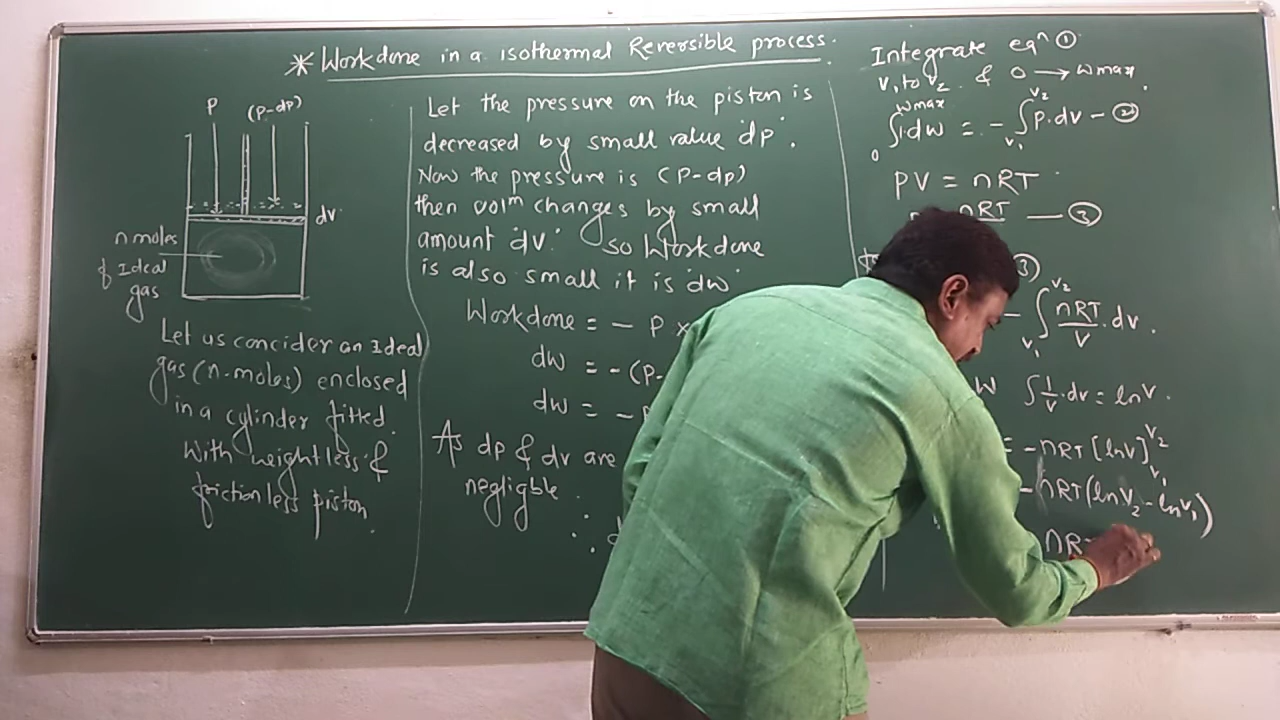 * Workdone in a isothermal Reversible process.
P (P-dp)
dv
n moles
of Ideal
gas
Let us concider an Ideal
gas (n-moles) enclosed
in a cylinder fitted
with weightless &
frictionless piston.
Let the pressure on the piston is
decreased by small value 'dp'.
Now the pressure is (P-dp)
then volm changes by small
amount 'dv'. So Workdone
is also small it is 'dw'
Workdone = - P ×
dw = - (P-
dw = -
As dp & dv are
negligble.
∴
Integrate eqn ①
V1 to V2 & 0 → wmax.
∫0^wmax 1.dw = - ∫V1^V2 P.dv - ②
PV = nRT
nRT — ③
③
- ∫V1^V2 nRT/V .dv.
∫ 1/V .dv = lnV.
= -nRT [lnV]V1^V2
- nRT (lnV2 - lnV1)
nR